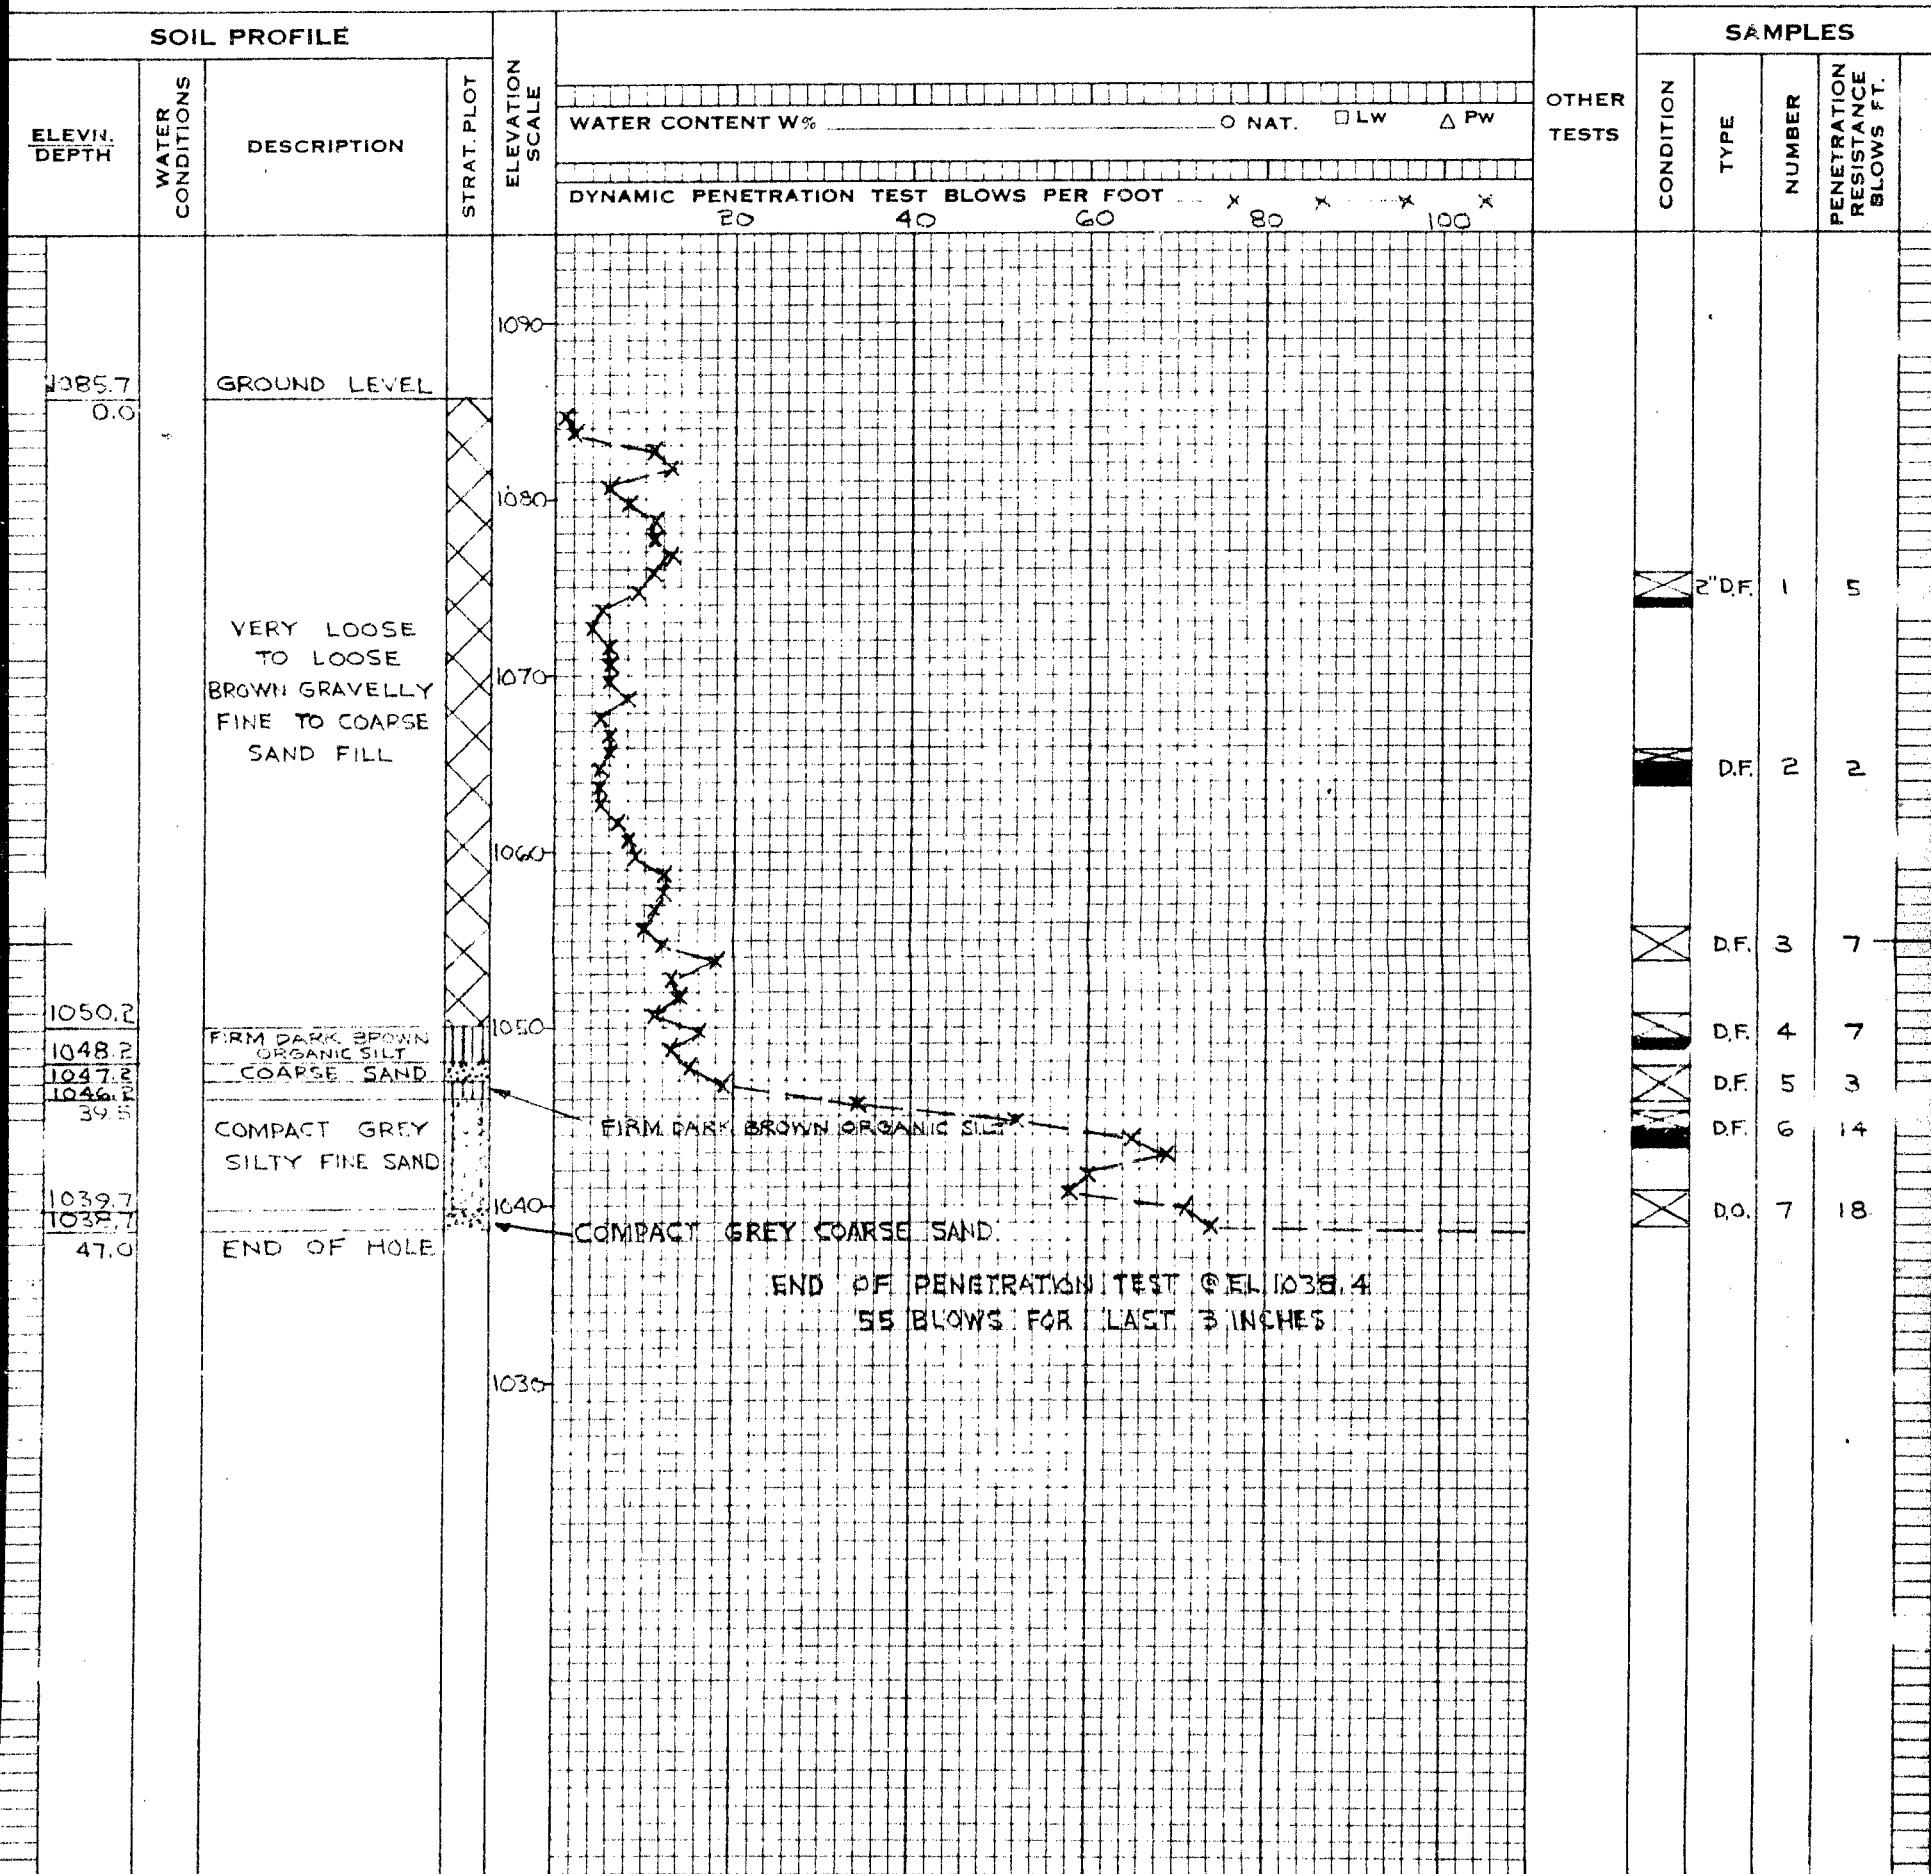 SOIL PROFILE
SAMPLES
ELEVN.
DEPTH
WATER
CONDITIONS
DESCRIPTION
STRAT. PLOT
ELEVATION
SCALE
WATER CONTENT W% O NAT. □ LW △ PW
DYNAMIC PENETRATION TEST BLOWS PER FOOT × × × ×
20 40 60 80 100
OTHER
TESTS
CONDITION
TYPE
NUMBER
PENETRATION
RESISTANCE
BLOWS FT.
1090
1085.7 GROUND LEVEL
0.0
1080
2" D.F. 1 5
VERY LOOSE
TO LOOSE
BROWN GRAVELLY
FINE TO COARSE
SAND FILL
1070
D.F. 2 2
1060
D.F. 3 7
1050.2
1050
FIRM DARK BROWN
ORGANIC SILT
D.F. 4 7
1048.2
1047.2 COARSE SAND
D.F. 5 3
1046.2
39.5
FIRM DARK BROWN ORGANIC SILT
COMPACT GREY
SILTY FINE SAND
D.F. 6 14
1039.7
1040
D.O. 7 18
1038.7
COMPACT GREY COARSE SAND
47.0 END OF HOLE
END OF PENETRATION TEST @ EL 1038.4
55 BLOWS FOR LAST 3 INCHES
1030